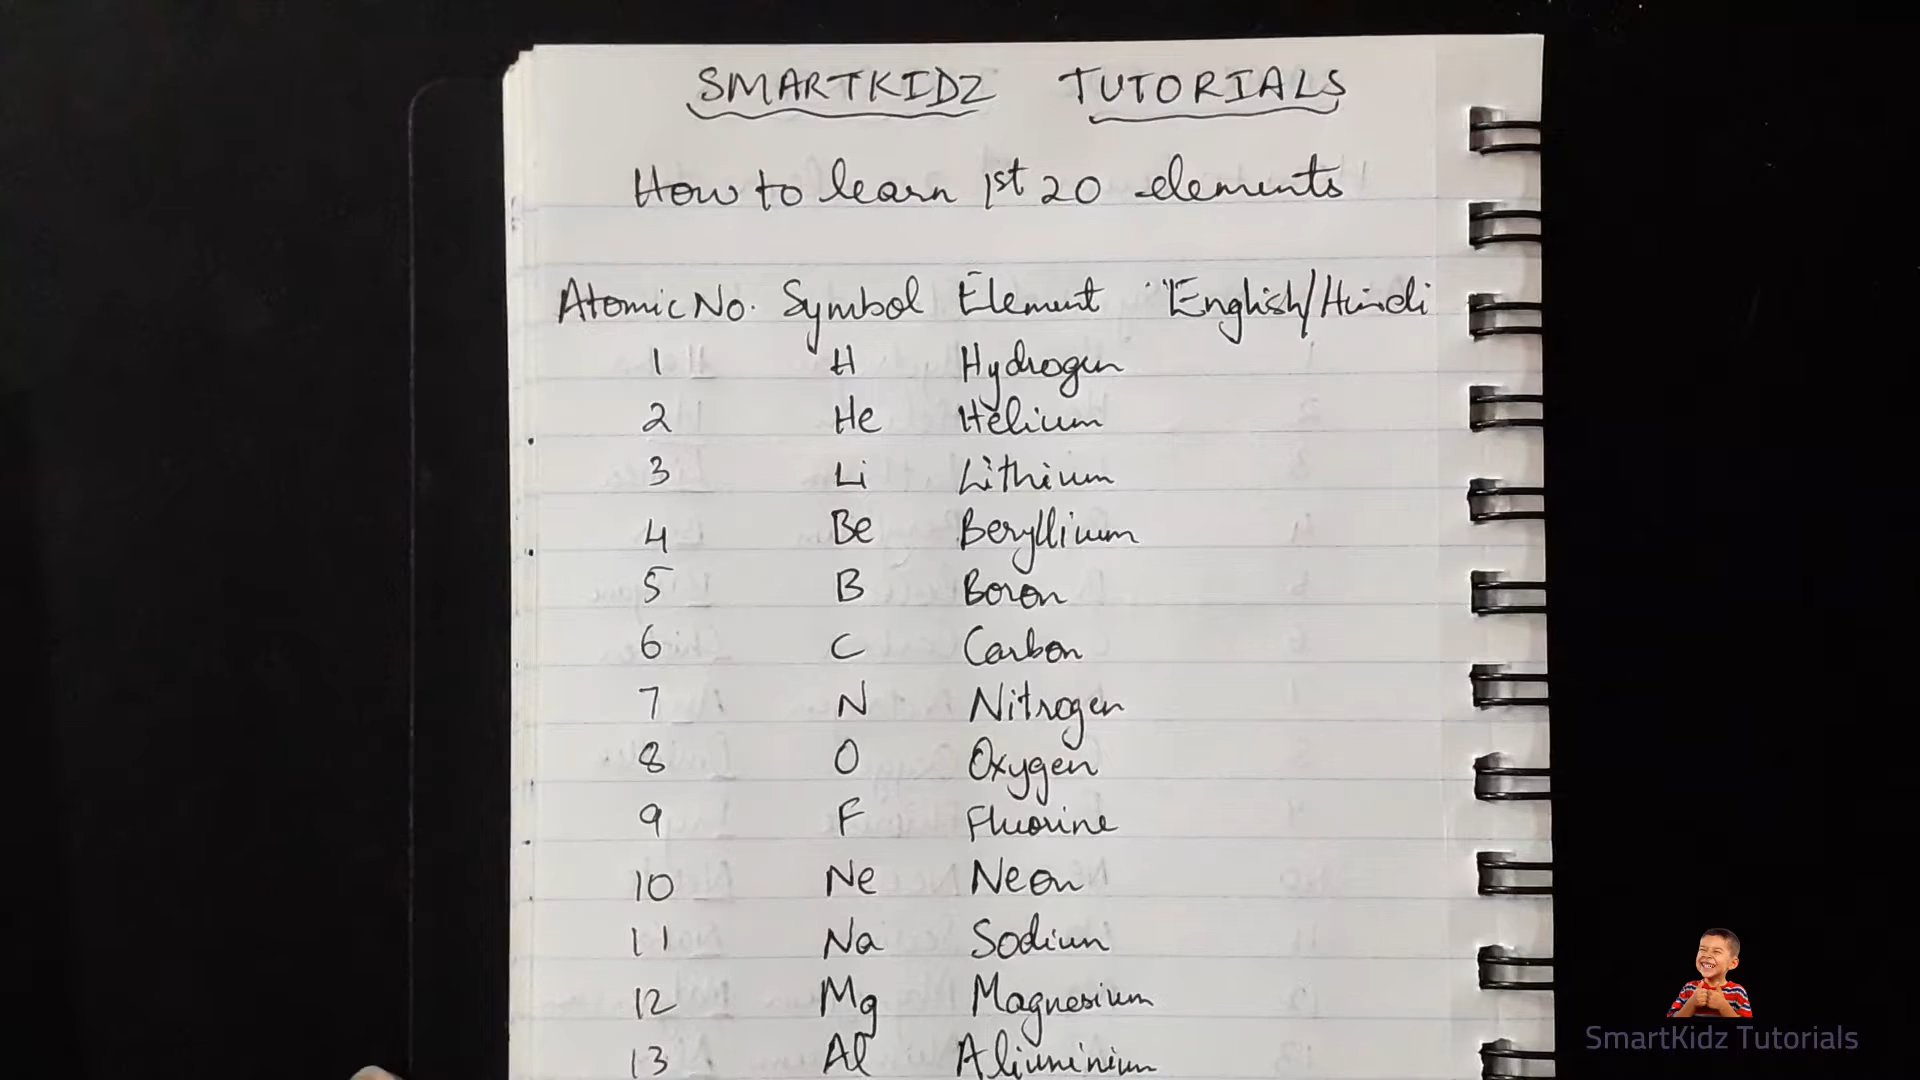 SMARTKIDZ TUTORIALS
How to learn 1st 20 elements
Atomic No. Symbol Element English/Hindi
1 H Hydrogen
2 He Helium
3 Li Lithium
4 Be Beryllium
5 B Boron
6 C Carbon
7 N Nitrogen
8 O Oxygen
9 F Fluorine
10 Ne Neon
11 Na Sodium
12 Mg Magnesium
13 Al Aluminium
SmartKidz Tutorials